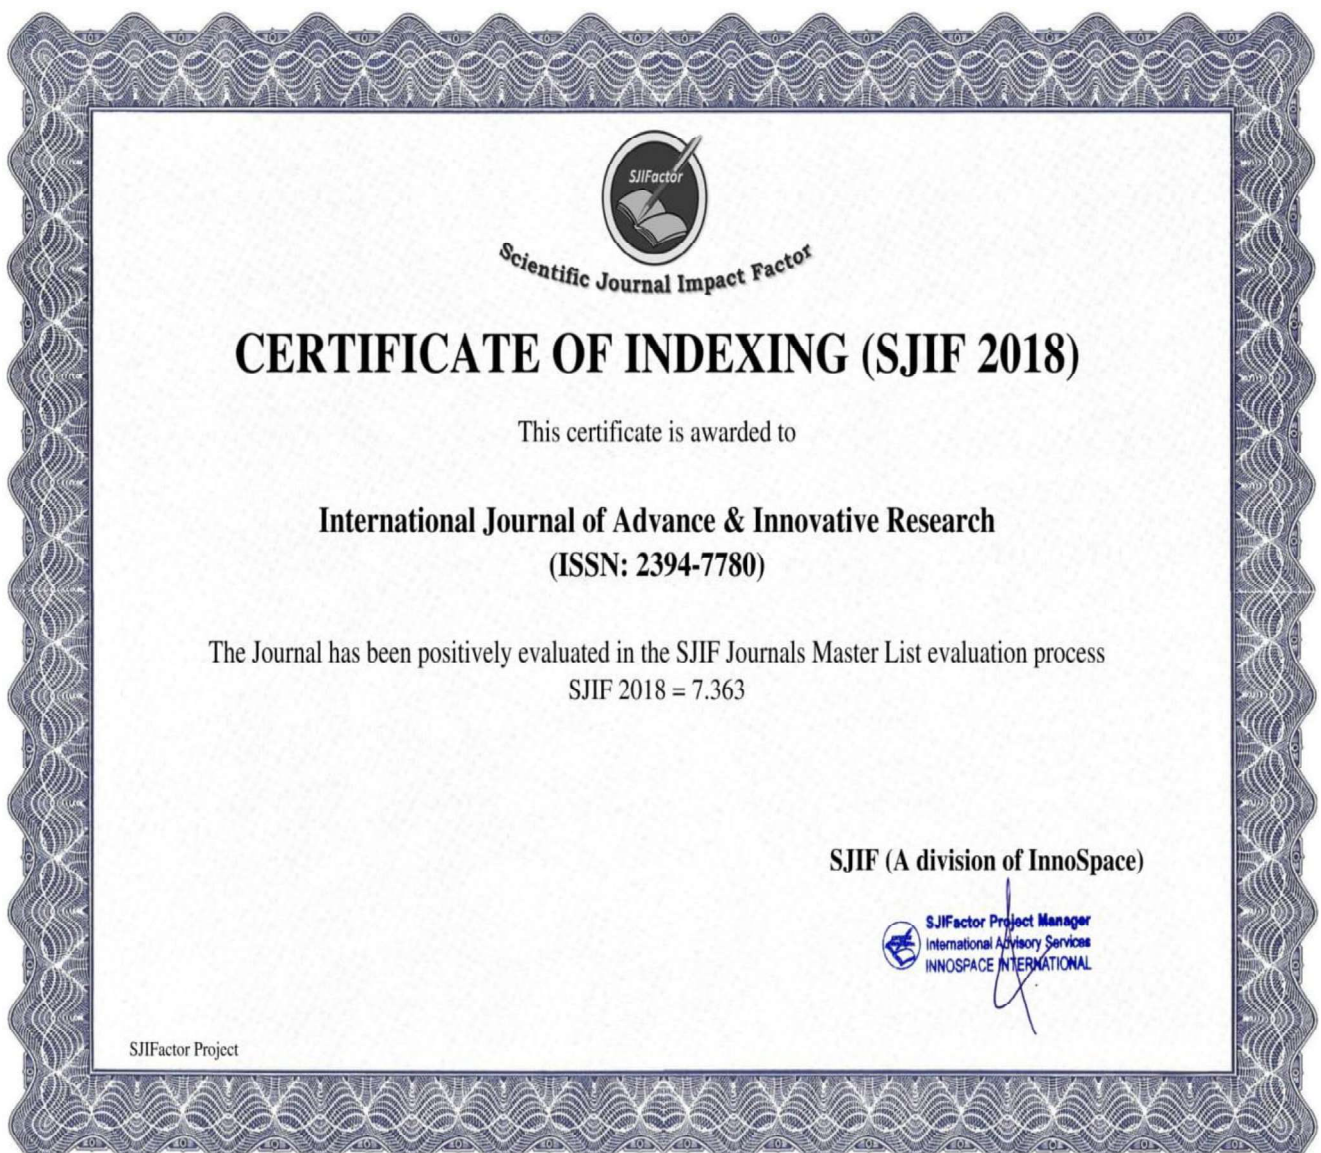 SJIFactor
Scientific Journal Impact Factor
CERTIFICATE OF INDEXING (SJIF 2018)
This certificate is awarded to
International Journal of Advance & Innovative Research
(ISSN: 2394-7780)
The Journal has been positively evaluated in the SJIF Journals Master List evaluation process
SJIF 2018 = 7.363
SJIF (A division of InnoSpace)
SJIFactor Project Manager
International Advisory Services
INNOSPACE INTERNATIONAL
SJIFactor Project